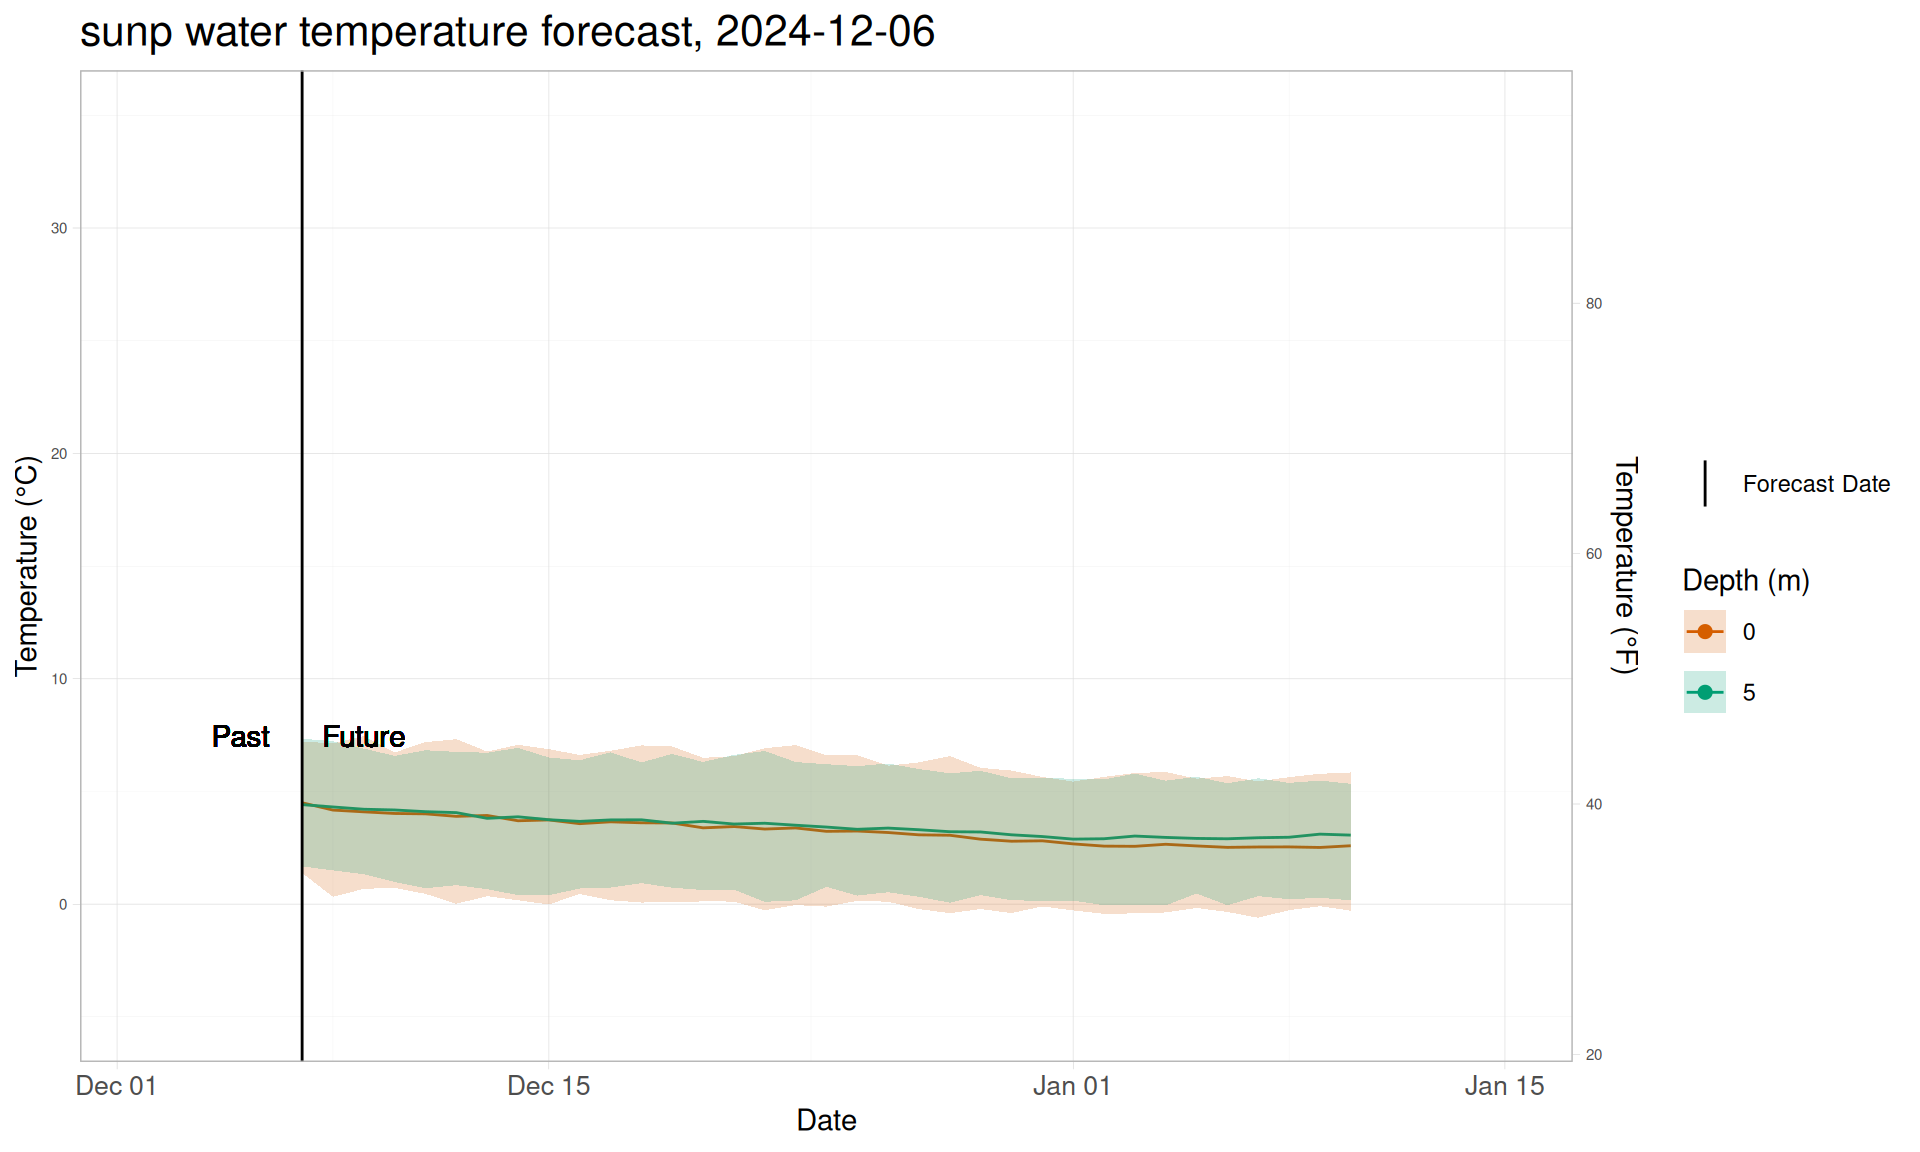 sunp water temperature forecast, 2024-12-06
Temperature (°C)
30
20
10
0
Past
Future
80
60
40
20
Temperature (°F)
Dec 01
Dec 15
Jan 01
Jan 15
Date
Forecast Date
Depth (m)
0
5